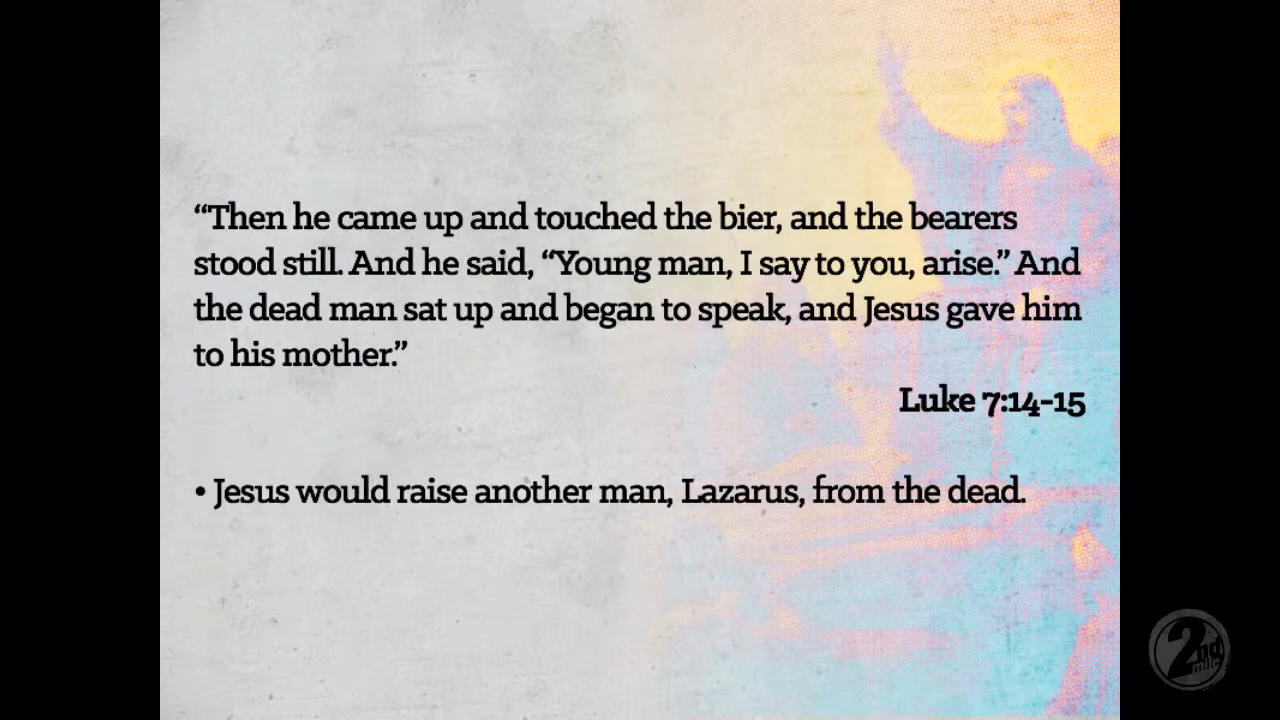 “Then he came up and touched the bier, and the bearers
stood still. And he said, “Young man, I say to you, arise.” And
the dead man sat up and began to speak, and Jesus gave him
to his mother.”
Luke 7:14-15
• Jesus would raise another man, Lazarus, from the dead.
2nd
mile